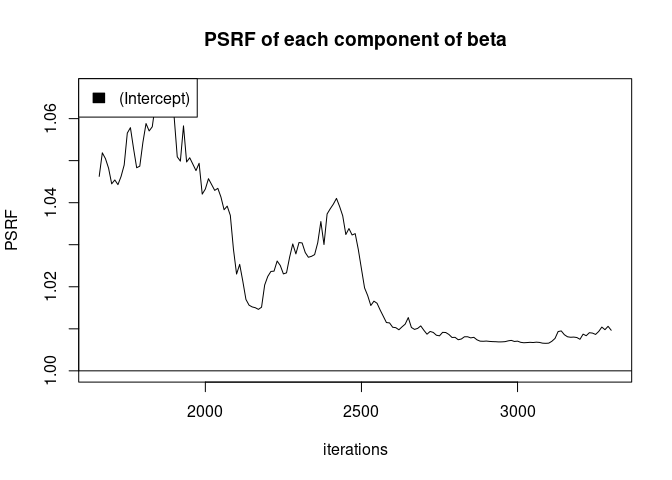 PSRF of each component of beta
(Intercept)
1.06
1.04
1.02
1.00
PSRF
2000 2500 3000
iterations